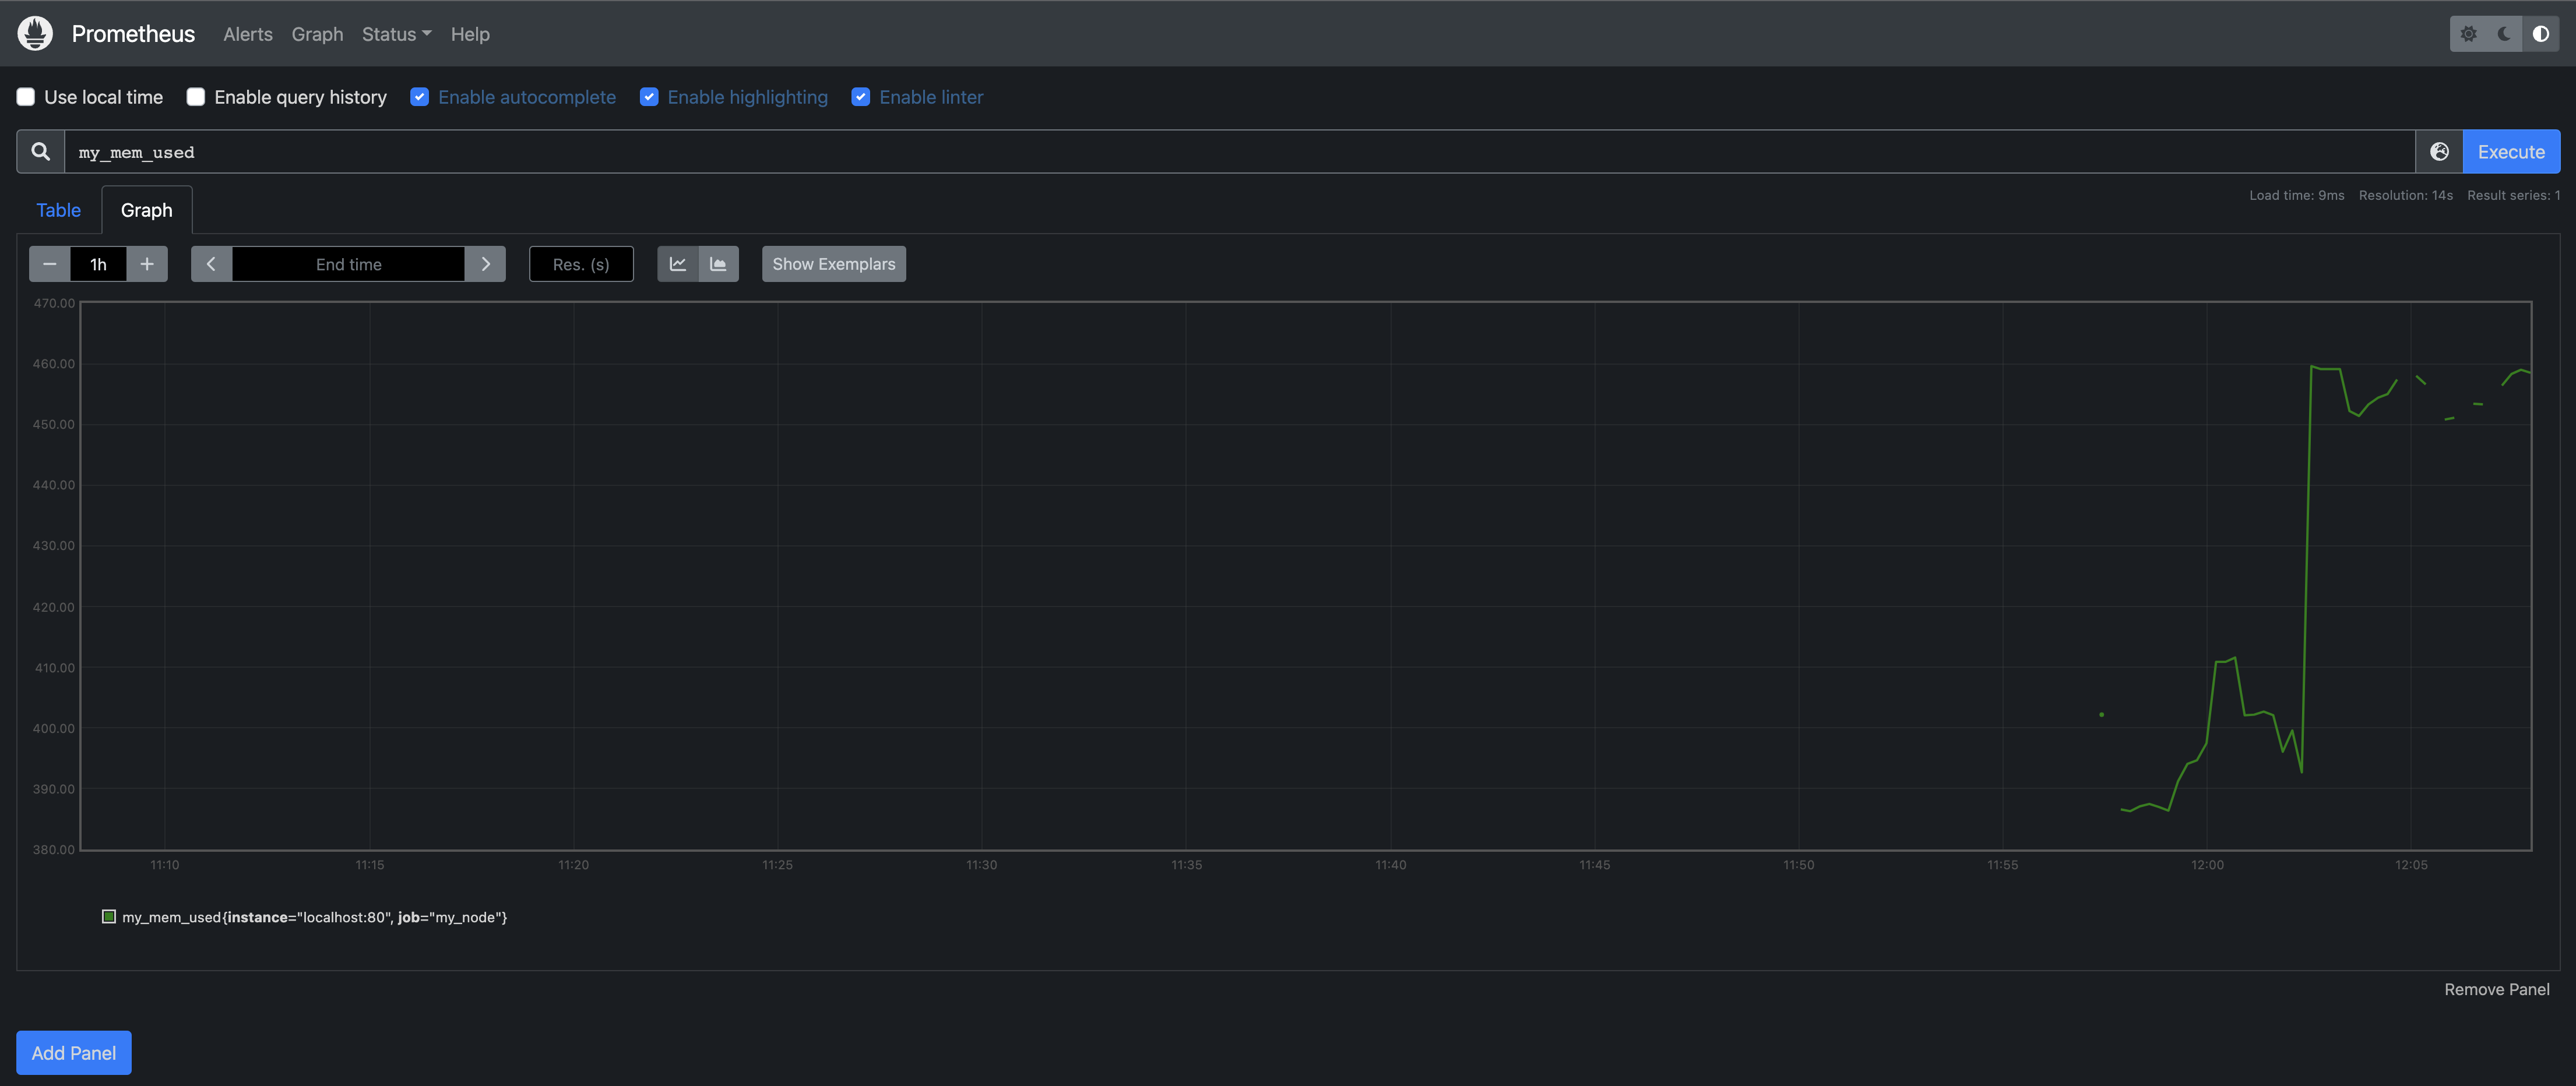 Prometheus Alerts Graph Status Help
Use local time Enable query history Enable autocomplete Enable highlighting Enable linter
my_mem_used Execute
Table Graph Load time: 9ms Resolution: 14s Result series: 1
1h End time Res. (s) Show Exemplars
470.00
460.00
450.00
440.00
430.00
420.00
410.00
400.00
390.00
380.00
11:10 11:15 11:20 11:25 11:30 11:35 11:40 11:45 11:50 11:55 12:00 12:05
my_mem_used{instance="localhost:80", job="my_node"}
Remove Panel
Add Panel